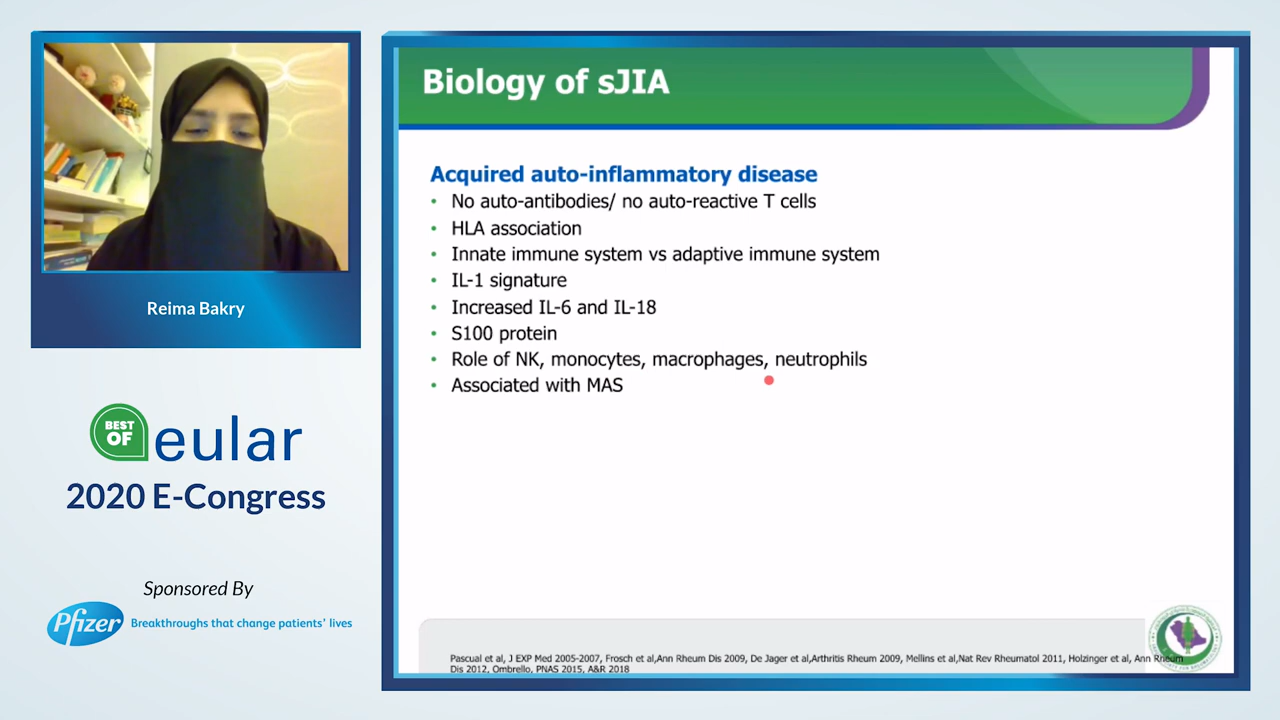 Reima Bakry
BEST
OF
eular
2020 E-Congress
Sponsored By
Pfizer
Breakthroughs that change patients' lives
Biology of sJIA
Acquired auto-inflammatory disease
• No auto-antibodies/ no auto-reactive T cells
• HLA association
• Innate immune system vs adaptive immune system
• IL-1 signature
• Increased IL-6 and IL-18
• S100 protein
• Role of NK, monocytes, macrophages, neutrophils
• Associated with MAS
Pascual et al, J EXP Med 2005-2007, Frosch et al,Ann Rheum Dis 2009, De Jager et al,Arthritis Rheum 2009, Mellins et al,Nat Rev Rheumatol 2011, Holzinger et al, Ann Rheum
Dis 2012, Ombrello, PNAS 2015, A&R 2018